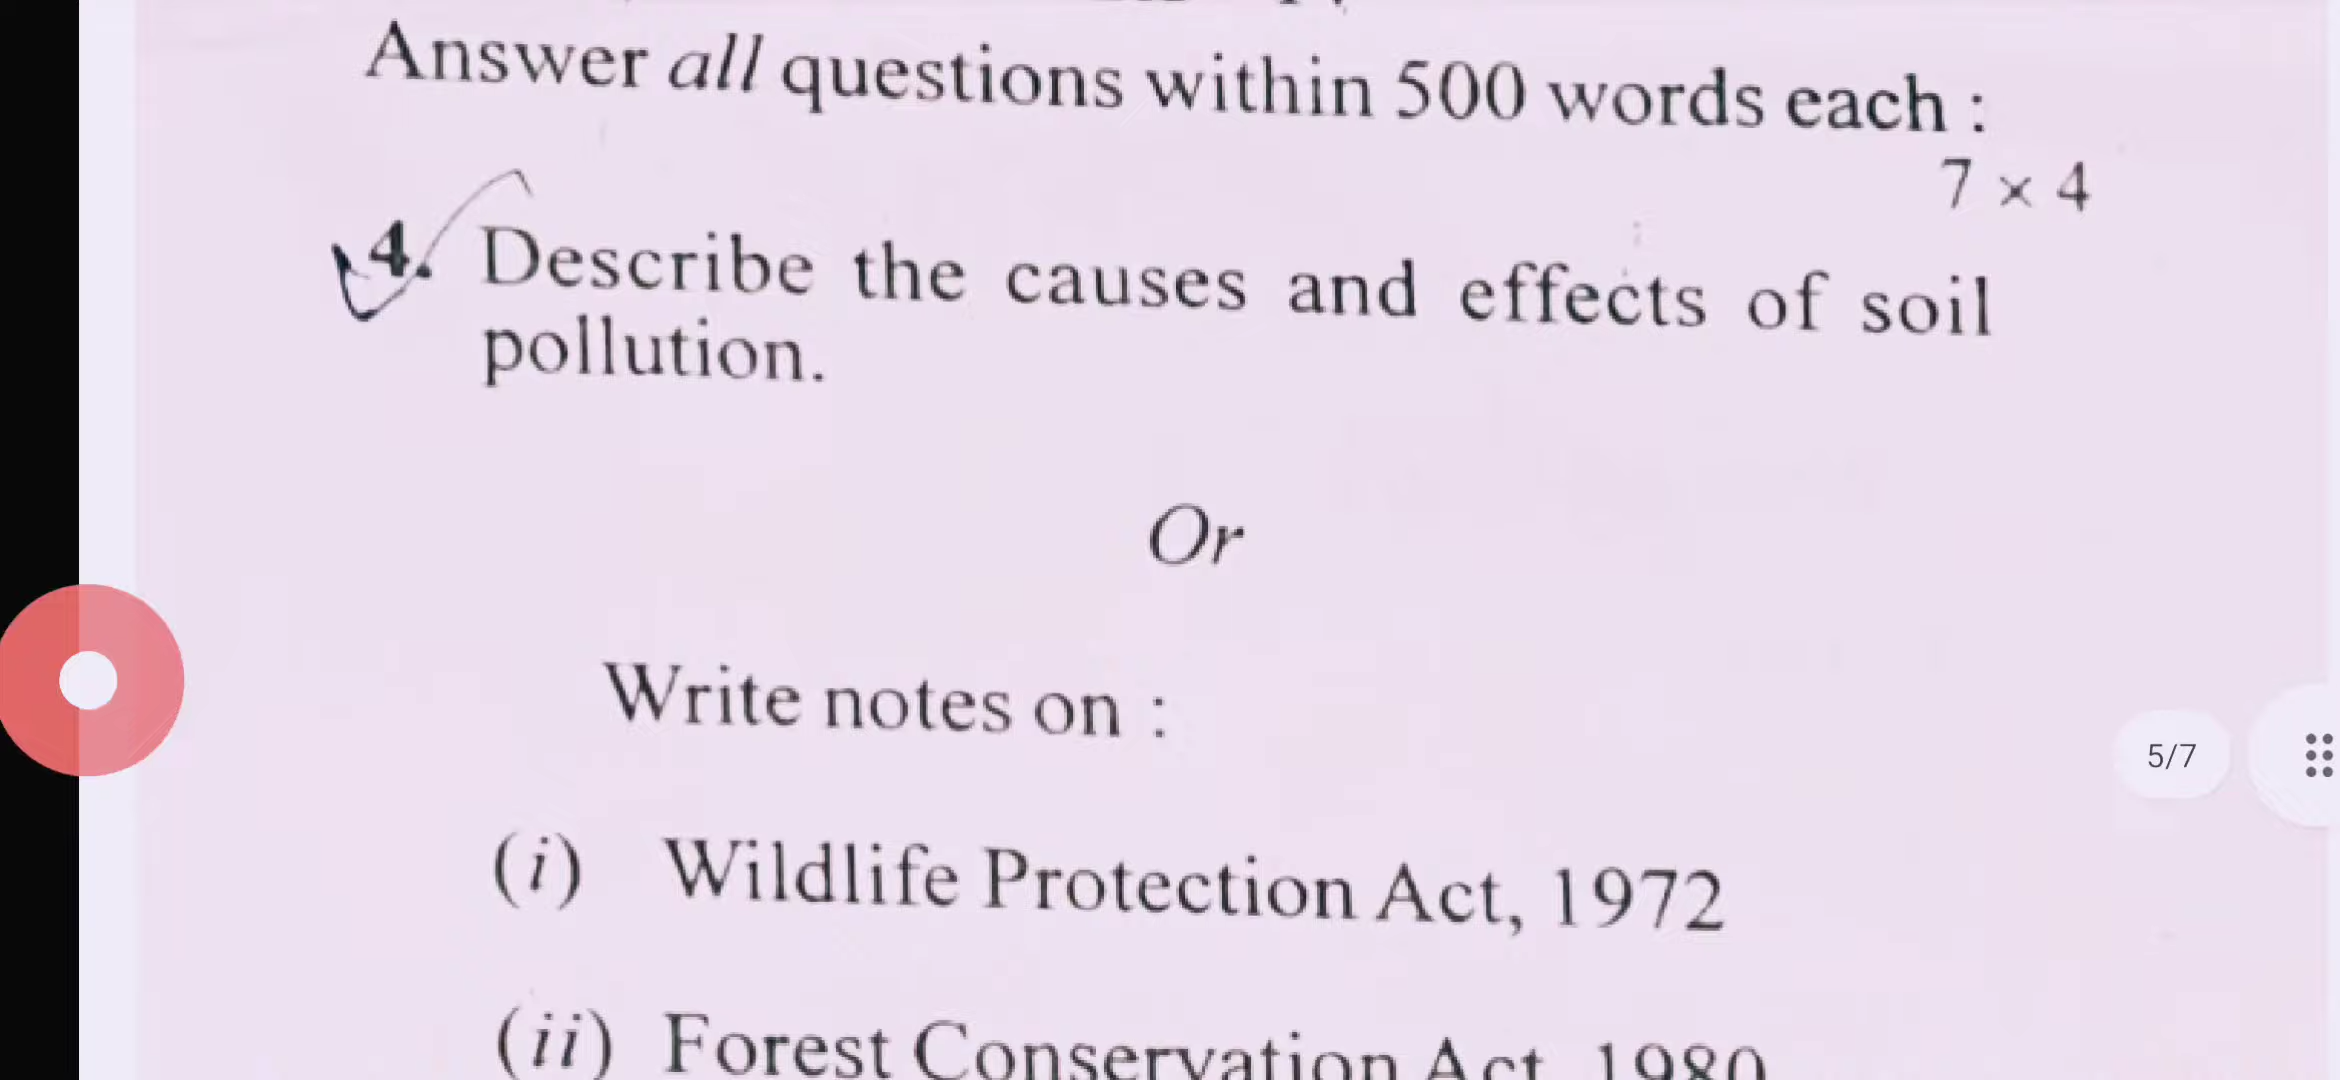 Answer all questions within 500 words each :
7 × 4
4. Describe the causes and effects of soil
pollution.
Or
Write notes on :
(i) Wildlife Protection Act, 1972
5/7
(ii) Forest Conservation Act, 1980